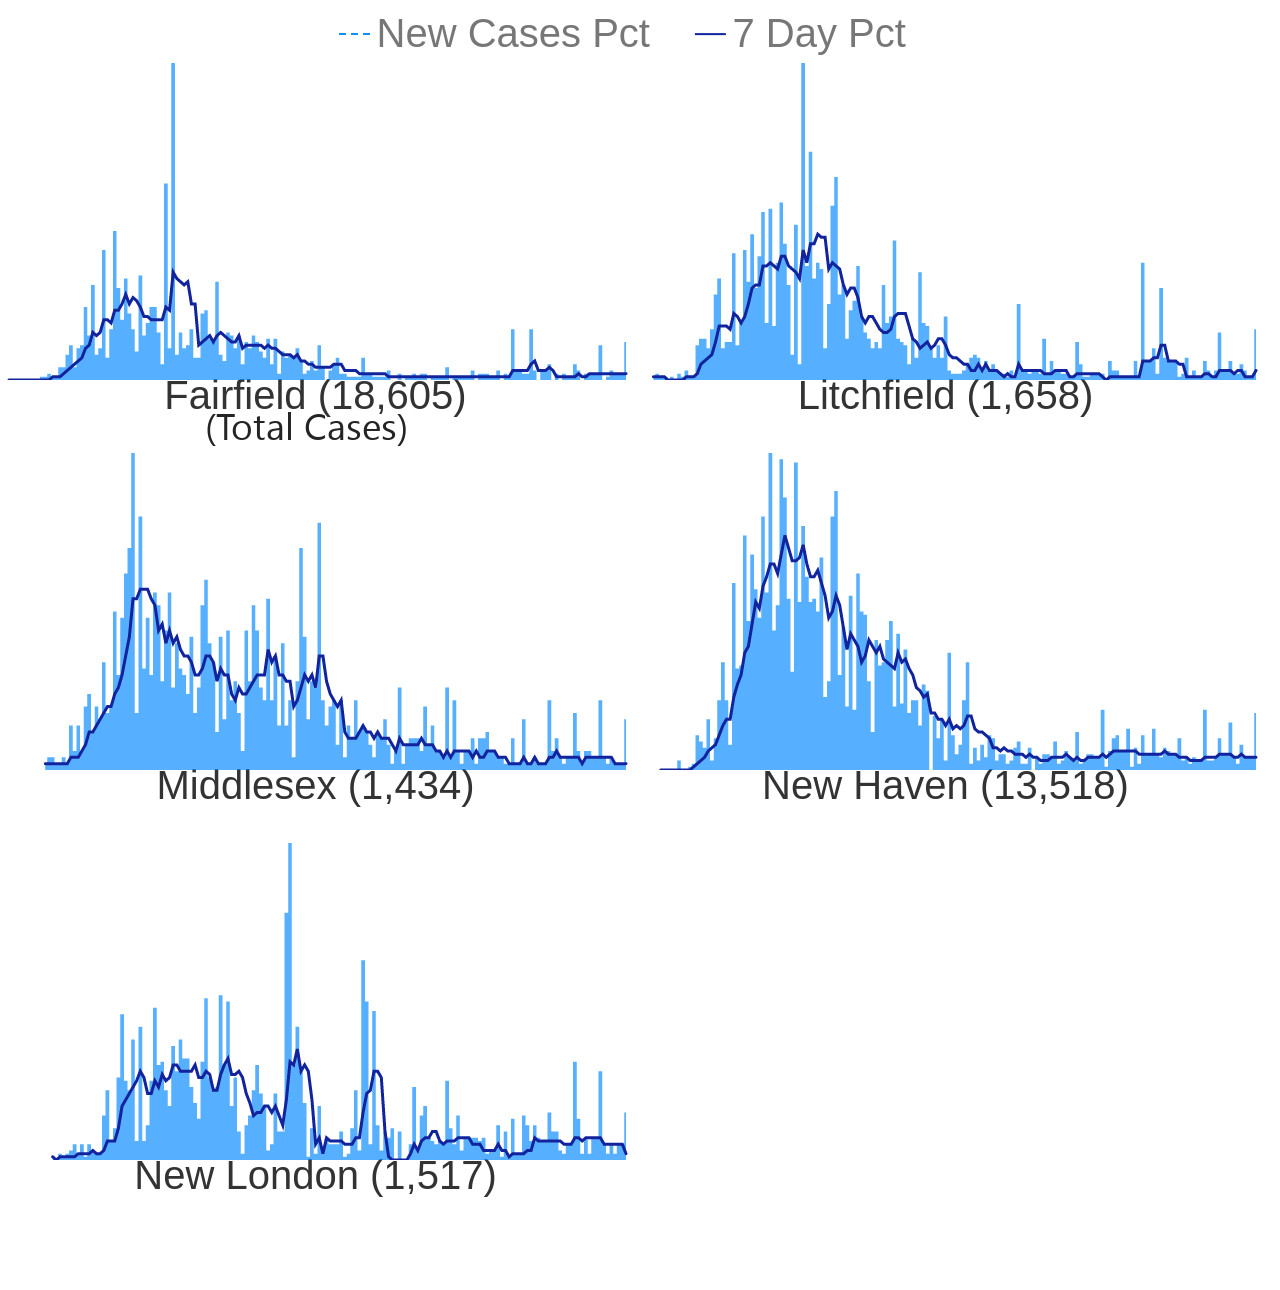 New Cases Pct 7 Day Pct
Fairfield (18,605) Litchfield (1,658)
(Total Cases)
Middlesex (1,434) New Haven (13,518)
New London (1,517)